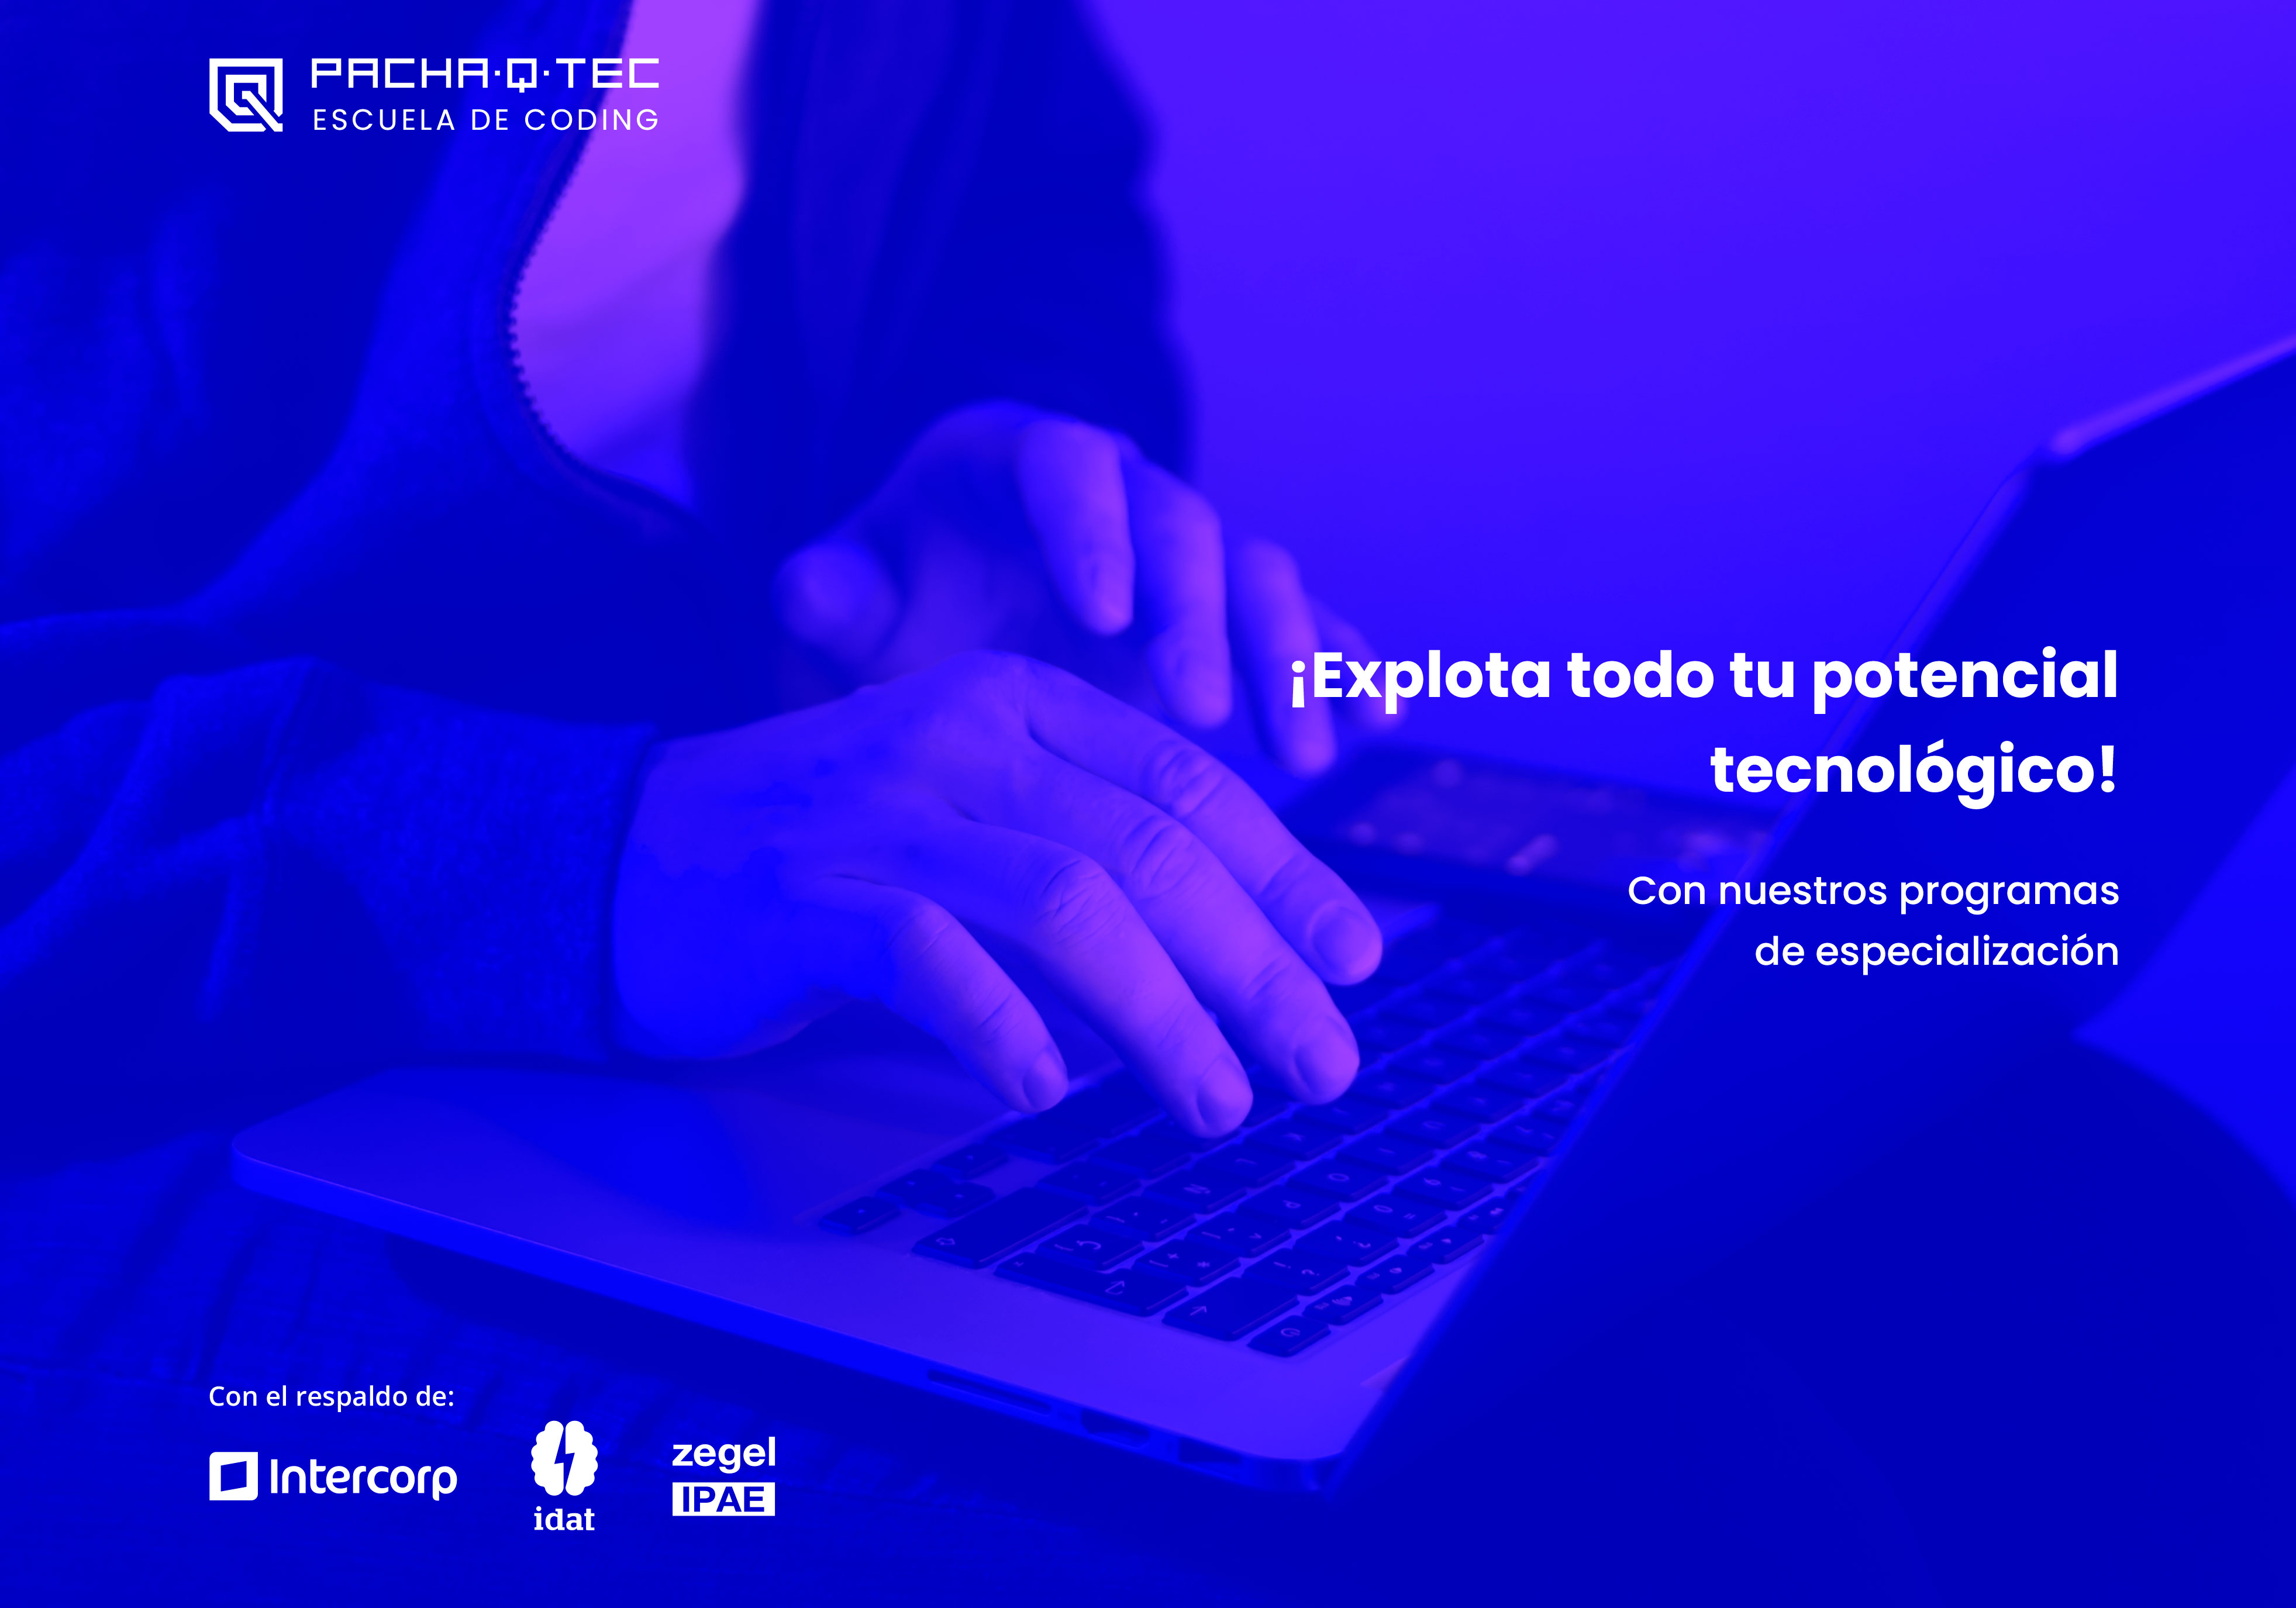 PACHA·Q·TEC
ESCUELA DE CODING
¡Explota todo tu potencial
tecnológico!
Con nuestros programas
de especialización
Con el respaldo de:
Intercorp
idat
zegel
IPAE